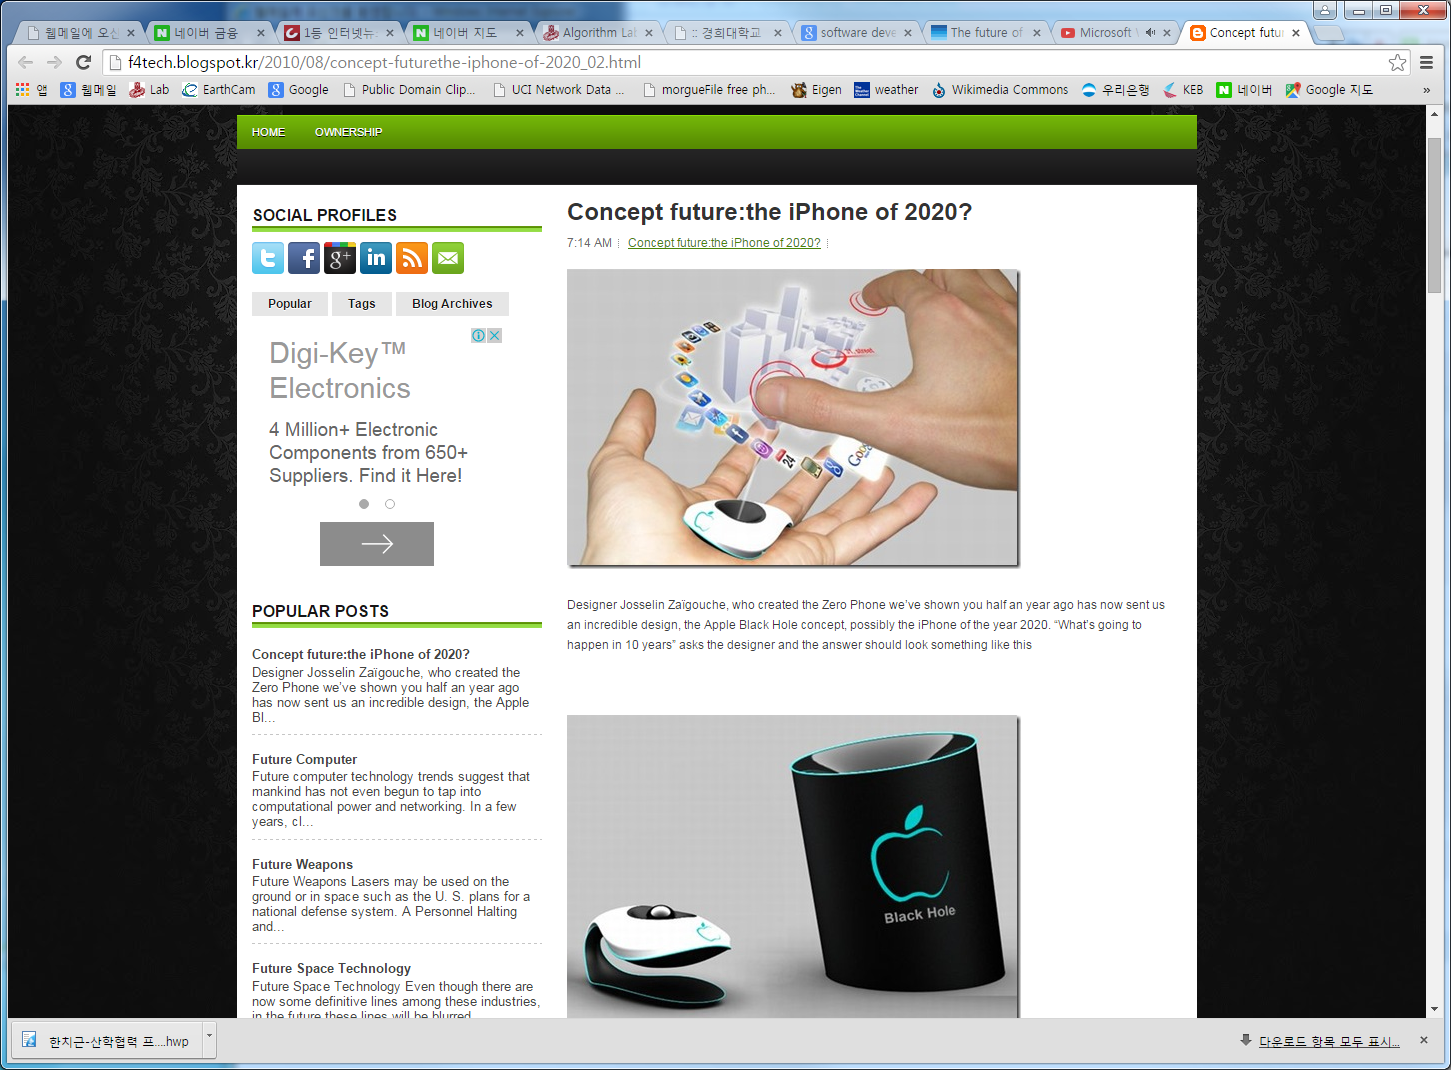 웹메일에 오신
네이버 금융
1등 인터넷뉴
네이버 지도
Algorithm Lab
:: 경희대학교
software deve
The future of
Microsoft
Concept futur
f4tech.blogspot.kr/2010/08/concept-futurethe-iphone-of-2020_02.html
앱
웹메일
Lab
EarthCam
Google
Public Domain Clip...
UCI Network Data ...
morgueFile free ph...
Eigen
weather
Wikimedia Commons
우리은행
KEB
네이버
Google 지도
»
HOME
OWNERSHIP
SOCIAL PROFILES
Popular
Tags
Blog Archives
Digi-Key™
Electronics
4 Million+ Electronic
Components from 650+
Suppliers. Find it Here!
POPULAR POSTS
Concept future:the iPhone of 2020?
Designer Josselin Zaïgouche, who created the
Zero Phone we’ve shown you half an year ago
has now sent us an incredible design, the Apple
Bl...
Future Computer
Future computer technology trends suggest that
mankind has not even begun to tap into
computational power and networking. In a few
years, cl...
Future Weapons
Future Weapons Lasers may be used on the
ground or in space such as the U. S. plans for a
national defense system. A Personnel Halting
and...
Future Space Technology
Future Space Technology Even though there are
now some definitive lines among these industries,
in the future these lines will be blurred
Concept future:the iPhone of 2020?
7:14 AM
Concept future:the iPhone of 2020?
street
24
Goog
Designer Josselin Zaïgouche, who created the Zero Phone we’ve shown you half an year ago has now sent us
an incredible design, the Apple Black Hole concept, possibly the iPhone of the year 2020. “What’s going to
happen in 10 years” asks the designer and the answer should look something like this
Black Hole
한치근-산학협력 프....hwp
다운로드 항목 모두 표시...